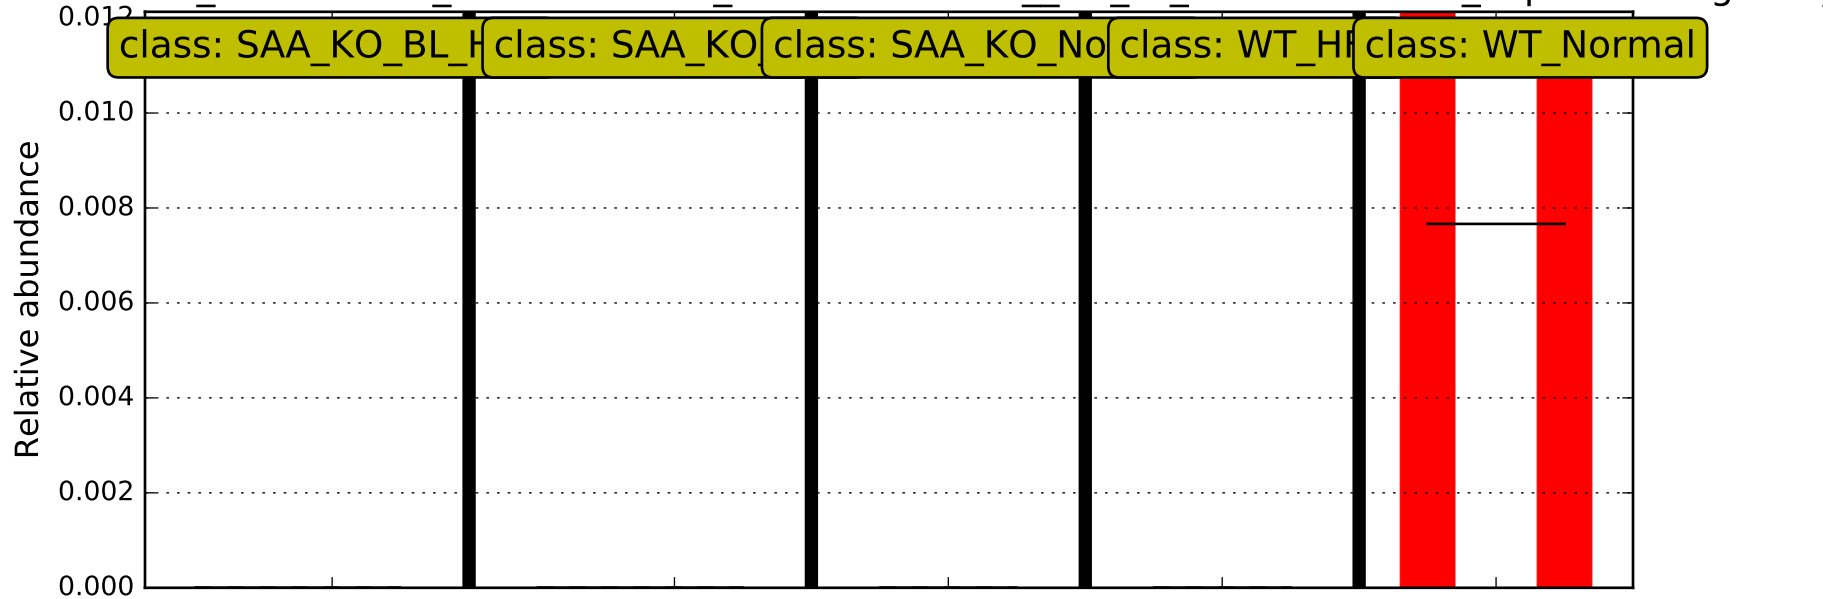 0.012
class: SAA_KO_BL_H
class: SAA_KO_
class: SAA_KO_No
class: WT_HF
class: WT_Normal
0.010
0.008
0.006
0.004
0.002
0.000
Relative abundance